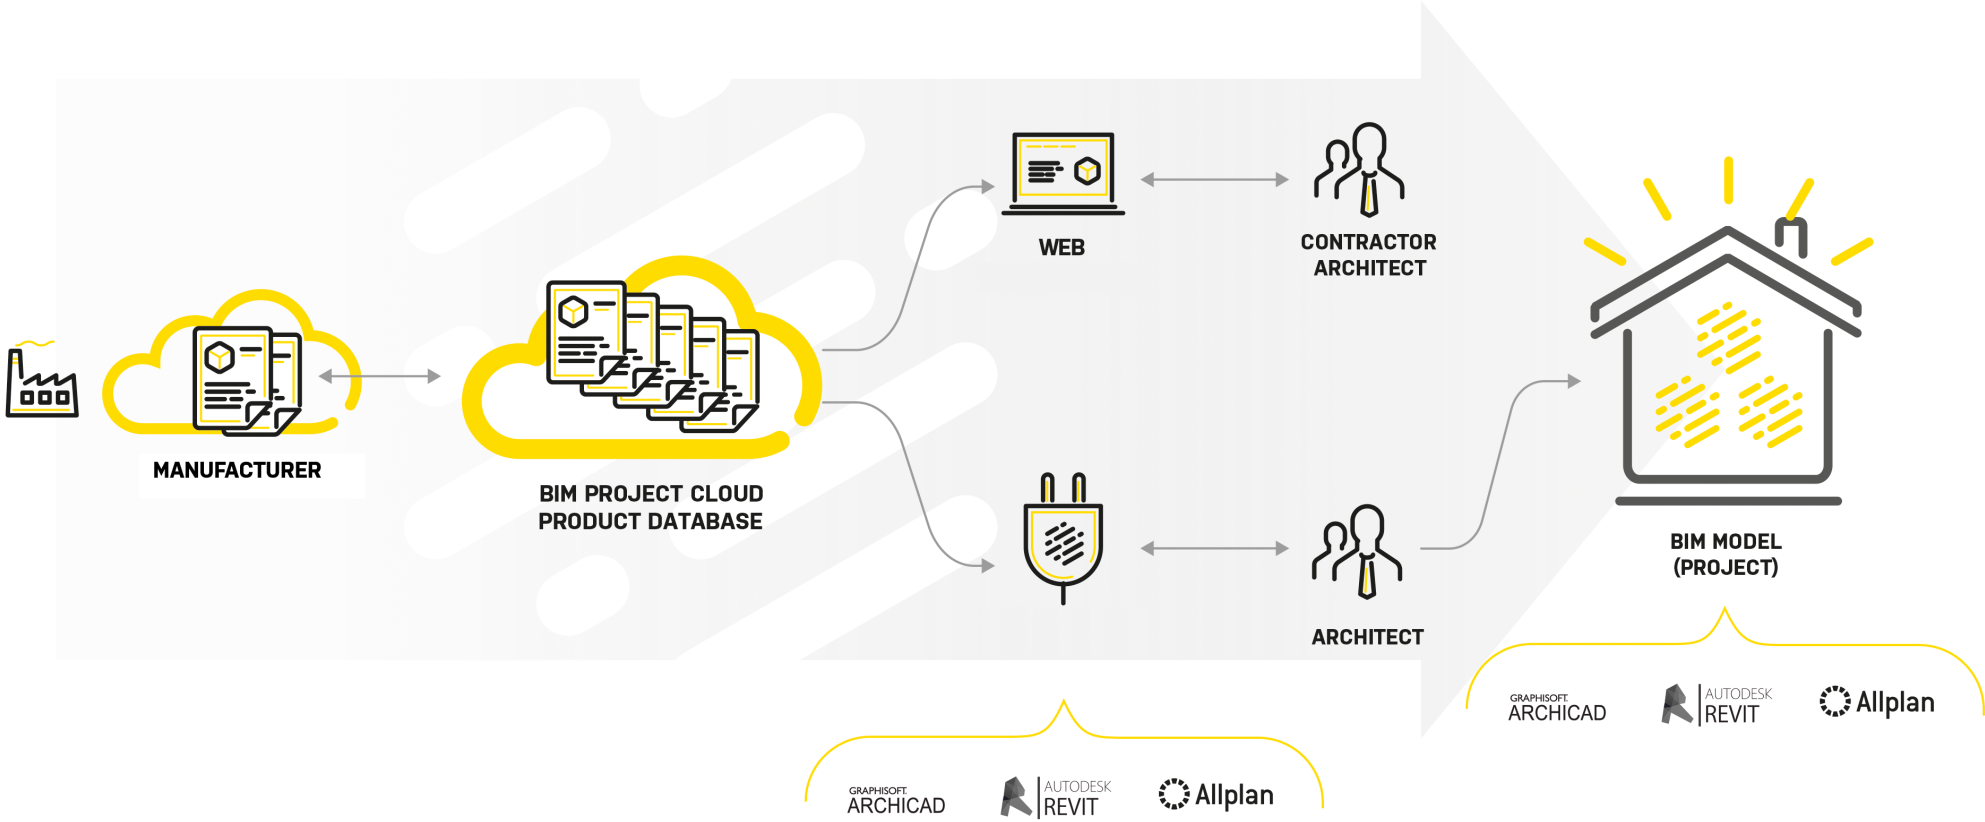 MANUFACTURER
BIM PROJECT CLOUD
PRODUCT DATABASE
WEB
CONTRACTOR
ARCHITECT
ARCHITECT
BIM MODEL
(PROJECT)
GRAPHISOFT.
ARCHICAD
AUTODESK
REVIT
Allplan
GRAPHISOFT.
ARCHICAD
AUTODESK
REVIT
Allplan